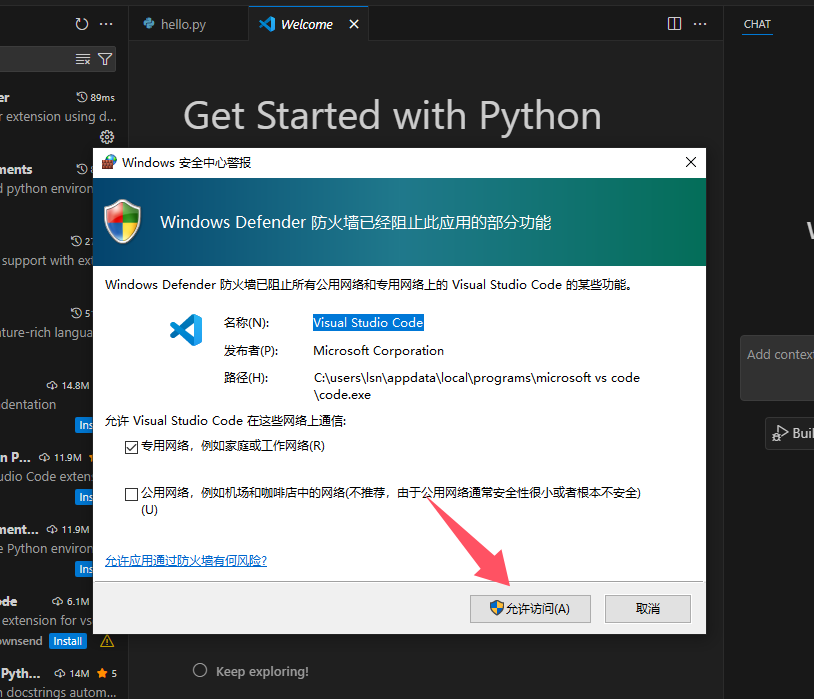 hello.py
Welcome
CHAT
89ms
extension using d...
Get Started with Python
ments
python environ
support with ext
ture-rich langua
14.8M
dentation
Ins
n P...
11.9M
udio Code extens
Ins
ment...
11.9M
e Python environ
Ins
ode
6.1M
extension for vs
ownsend
Install
Pyth...
14M
5
docstrings autom...
Windows 安全中心警报
Windows Defender 防火墙已经阻止此应用的部分功能
Windows Defender 防火墙已阻止所有公用网络和专用网络上的 Visual Studio Code 的某些功能。
名称(N):
Visual Studio Code
发布者(P):
Microsoft Corporation
路径(H):
C:\users\lsn\appdata\local\programs\microsoft vs code
\code.exe
允许 Visual Studio Code 在这些网络上通信:
专用网络，例如家庭或工作网络(R)
公用网络，例如机场和咖啡店中的网络(不推荐，由于公用网络通常安全性很小或者根本不安全)
(U)
允许应用通过防火墙有何风险?
允许访问(A)
取消
Keep exploring!
Add context
Buil